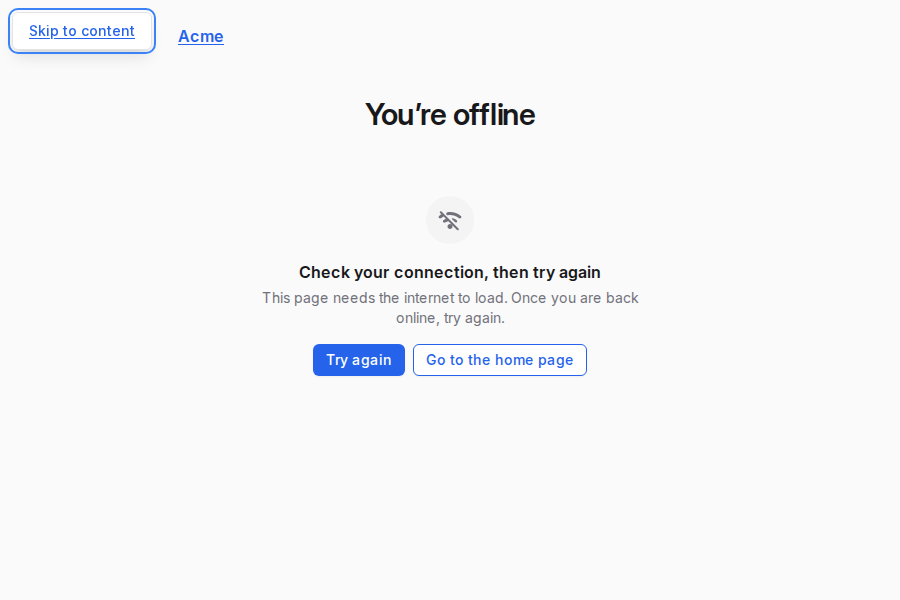 Skip to content
Acme
You’re offline
Check your connection, then try again
This page needs the internet to load. Once you are back
online, try again.
Try again
Go to the home page